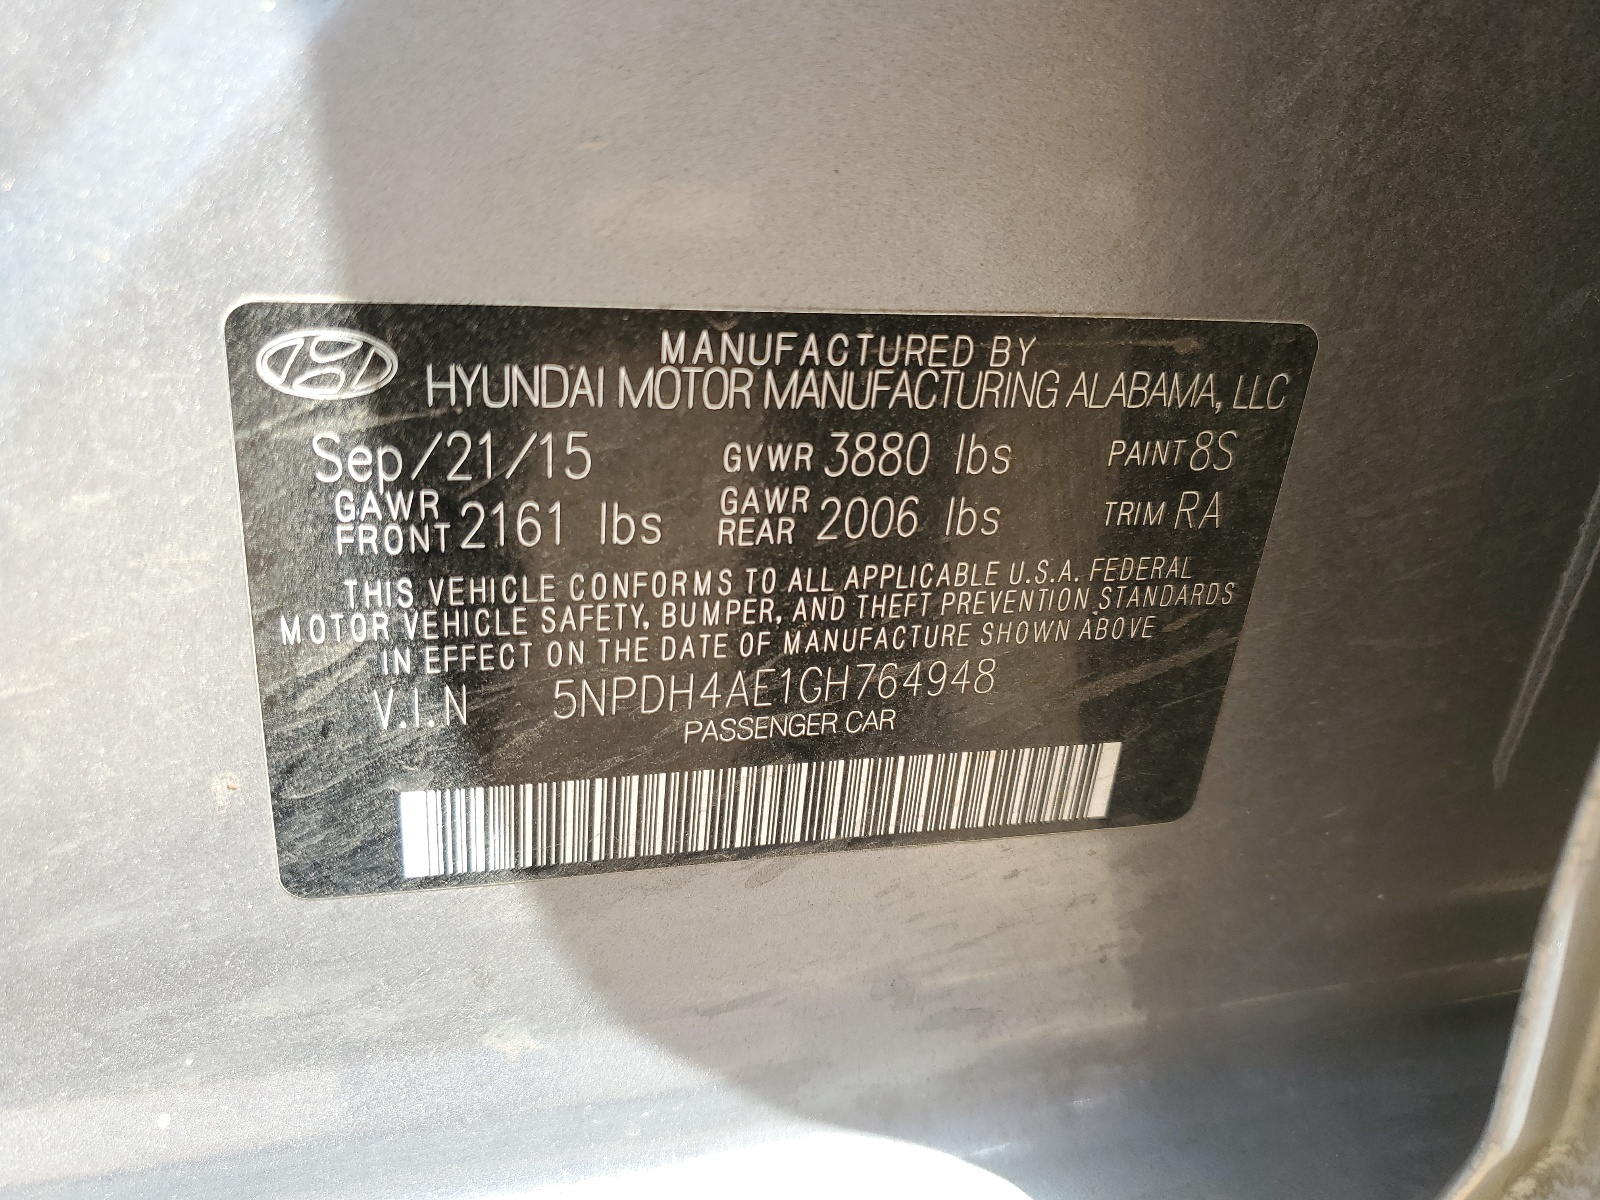 MANUFACTURED BY
HYUNDAI MOTOR MANUFACTURING ALABAMA, LLC
Sep/21/15 GVWR 3880 lbs PAINT 8S
GAWR FRONT 2161 lbs GAWR REAR 2006 lbs TRIM RA
THIS VEHICLE CONFORMS TO ALL APPLICABLE U.S.A. FEDERAL
MOTOR VEHICLE SAFETY, BUMPER, AND THEFT PREVENTION STANDARDS
IN EFFECT ON THE DATE OF MANUFACTURE SHOWN ABOVE
V.I.N 5NPDH4AE1GH764948
PASSENGER CAR